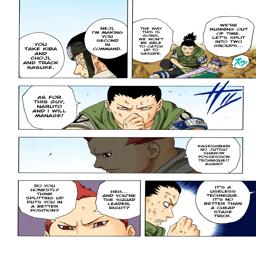 WE'RE
RUNNING OUT
OF TIME.
LET'S SPLIT
INTO TWO
GROUPS...
THE WAY
THIS IS
GOING,
WE WON'T
BE ABLE
TO CATCH
UP TO
SASUKE.
NEJI,
I'M MAKING
YOU
SECOND
IN
COMMAND.
YOU
TAKE KIBA
AND
CHOJI,
AND TRACK
SASUKE.
AS FOR
THIS GUY,
NARUTO
AND I WILL
MANAGE!
KAGESHIBARI
NO JUTSU!
SHADOW
POSSESSION
TECHNIQUE!!
AGAIN?
IT'S A
USELESS
TECHNIQUE.
IT'S NO
BETTER THAN
A CHEAP
STAGE
TRICK.
HEH...
AND YOU'RE
THE SQUAD
LEADER,
RIGHT?
DO YOU
HONESTLY
THINK
SPLITTING UP
PUTS YOU IN
A BETTER
POSITION?